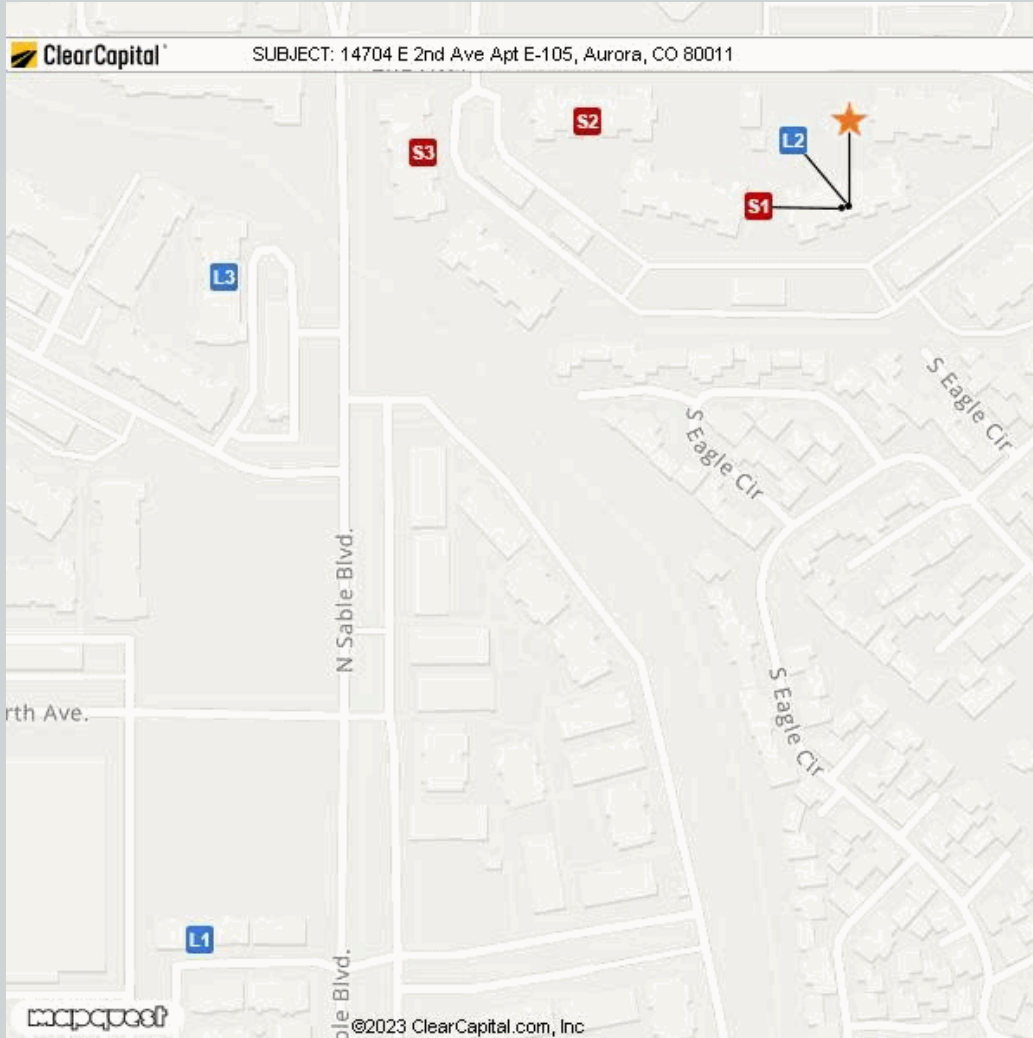 ClearCapital
SUBJECT: 14704 E 2nd Ave Apt E-105, Aurora, CO 80011
S2
L2
S3
S1
L3
S Eagle Cir
S Eagle Cir
N Sable Blvd.
S Eagle Cir
rth Ave.
L1
ble Blvd.
mapquest
©2023 ClearCapital.com, Inc